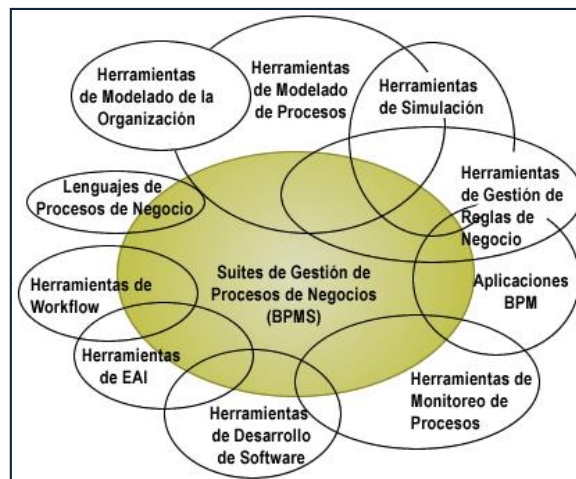 Herramientas
de Modelado de la
Organización
Herramientas
de Modelado
de Procesos
Herramientas
de Simulación
Lenguajes de
Procesos de Negocio
Herramientas
de Gestión de
Reglas de
Negocio
Suites de Gestión de
Procesos de Negocios
(BPMS)
Herramientas de
Workflow
Aplicaciones
BPM
Herramientas
de EAI
Herramientas de
Monitoreo de
Procesos
Herramientas
de Desarrollo
de Software